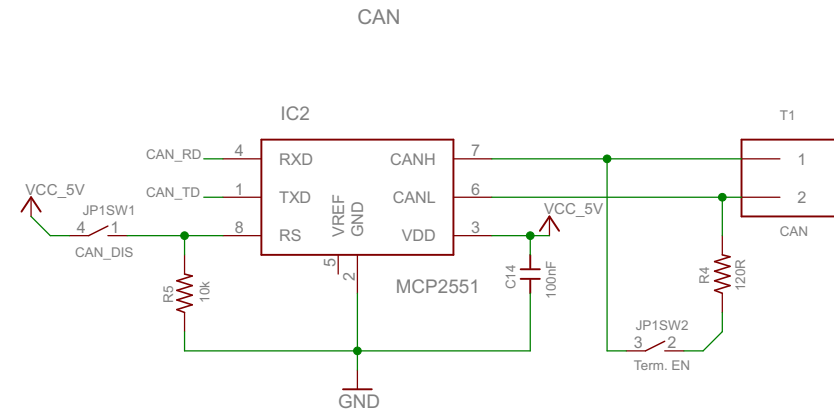 CAN
IC2
T1
CAN_RD 4 RXD CANH 7 1
CAN_TD 1 TXD CANL 6 2
VCC_5V VCC_5V
JP1SW1
4 1 8 RS VREF GND VDD 3
CAN_DIS CAN
5 2
R5
10k
MCP2551
C14
100nF
R4
120R
JP1SW2
3 2
Term. EN
GND